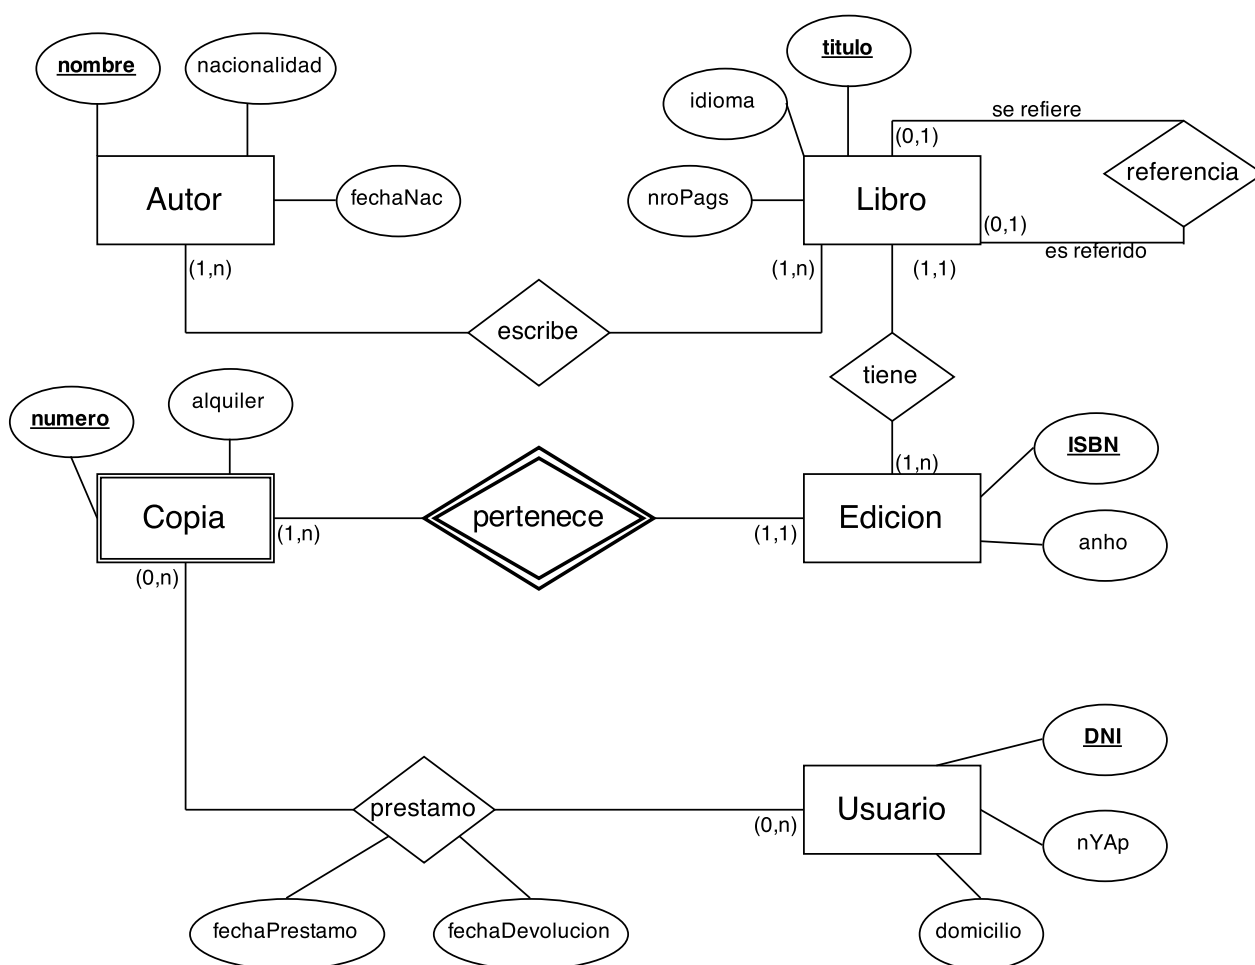 titulo
nombre
nacionalidad
idioma
se refiere
(0,1)
referencia
Autor
fechaNac
nroPags
Libro
(0,1)
es referido
(1,n)
(1,n)
(1,1)
escribe
tiene
alquiler
numero
ISBN
(1,n)
Copia
pertenece
Edicion
(1,n)
(1,1)
anho
(0,n)
DNI
prestamo
Usuario
(0,n)
nYAp
fechaPrestamo
fechaDevolucion
domicilio